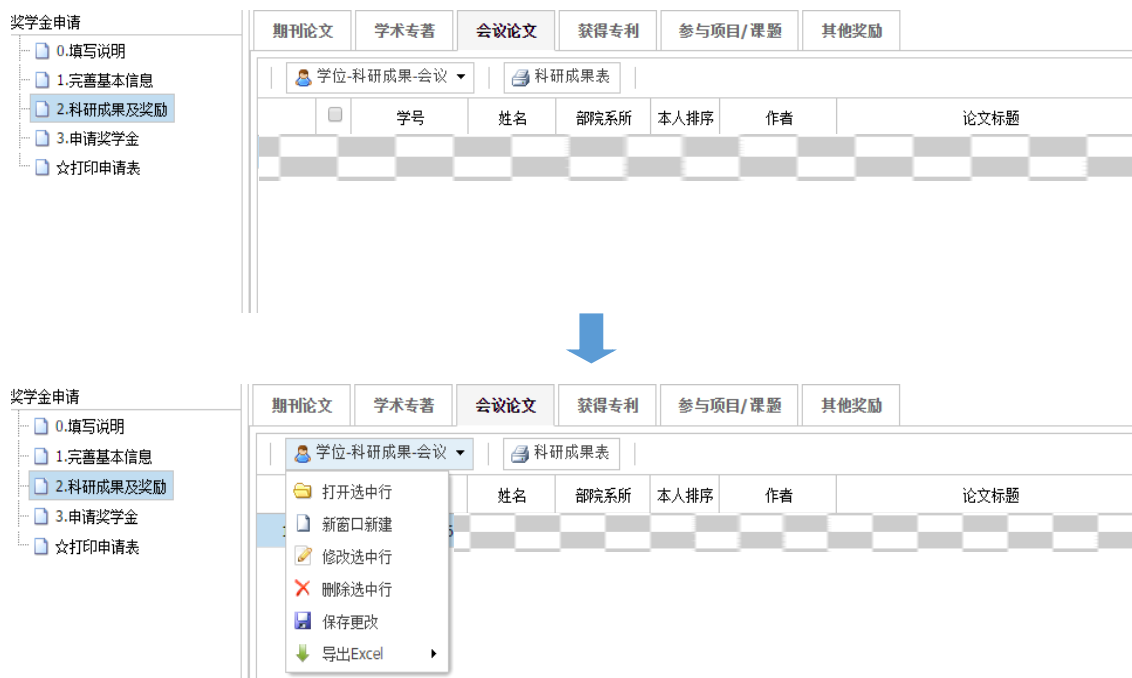 奖学金申请
0.填写说明
1.完善基本信息
2.科研成果及奖励
3.申请奖学金
☆打印申请表
期刊论文 学术专著 会议论文 获得专利 参与项目/课题 其他奖励
学位-科研成果-会议 科研成果表
学号 姓名 部院系所 本人排序 作者 论文标题
奖学金申请
0.填写说明
1.完善基本信息
2.科研成果及奖励
3.申请奖学金
☆打印申请表
期刊论文 学术专著 会议论文 获得专利 参与项目/课题 其他奖励
学位-科研成果-会议 科研成果表
姓名 部院系所 本人排序 作者 论文标题
打开选中行
新窗口新建
修改选中行
删除选中行
保存更改
导出Excel